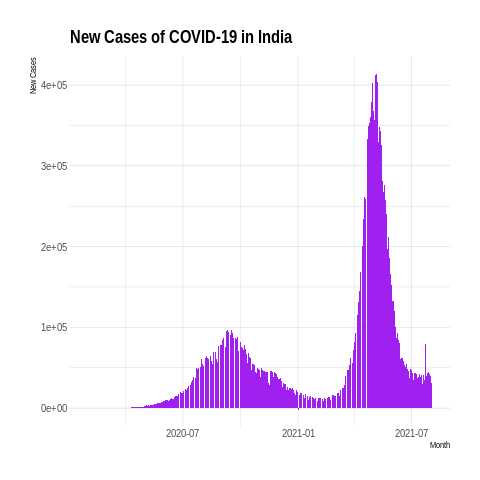 New Cases of COVID-19 in India
New Cases
4e+05
3e+05
2e+05
1e+05
0e+00
2020-07 2021-01 2021-07
Month